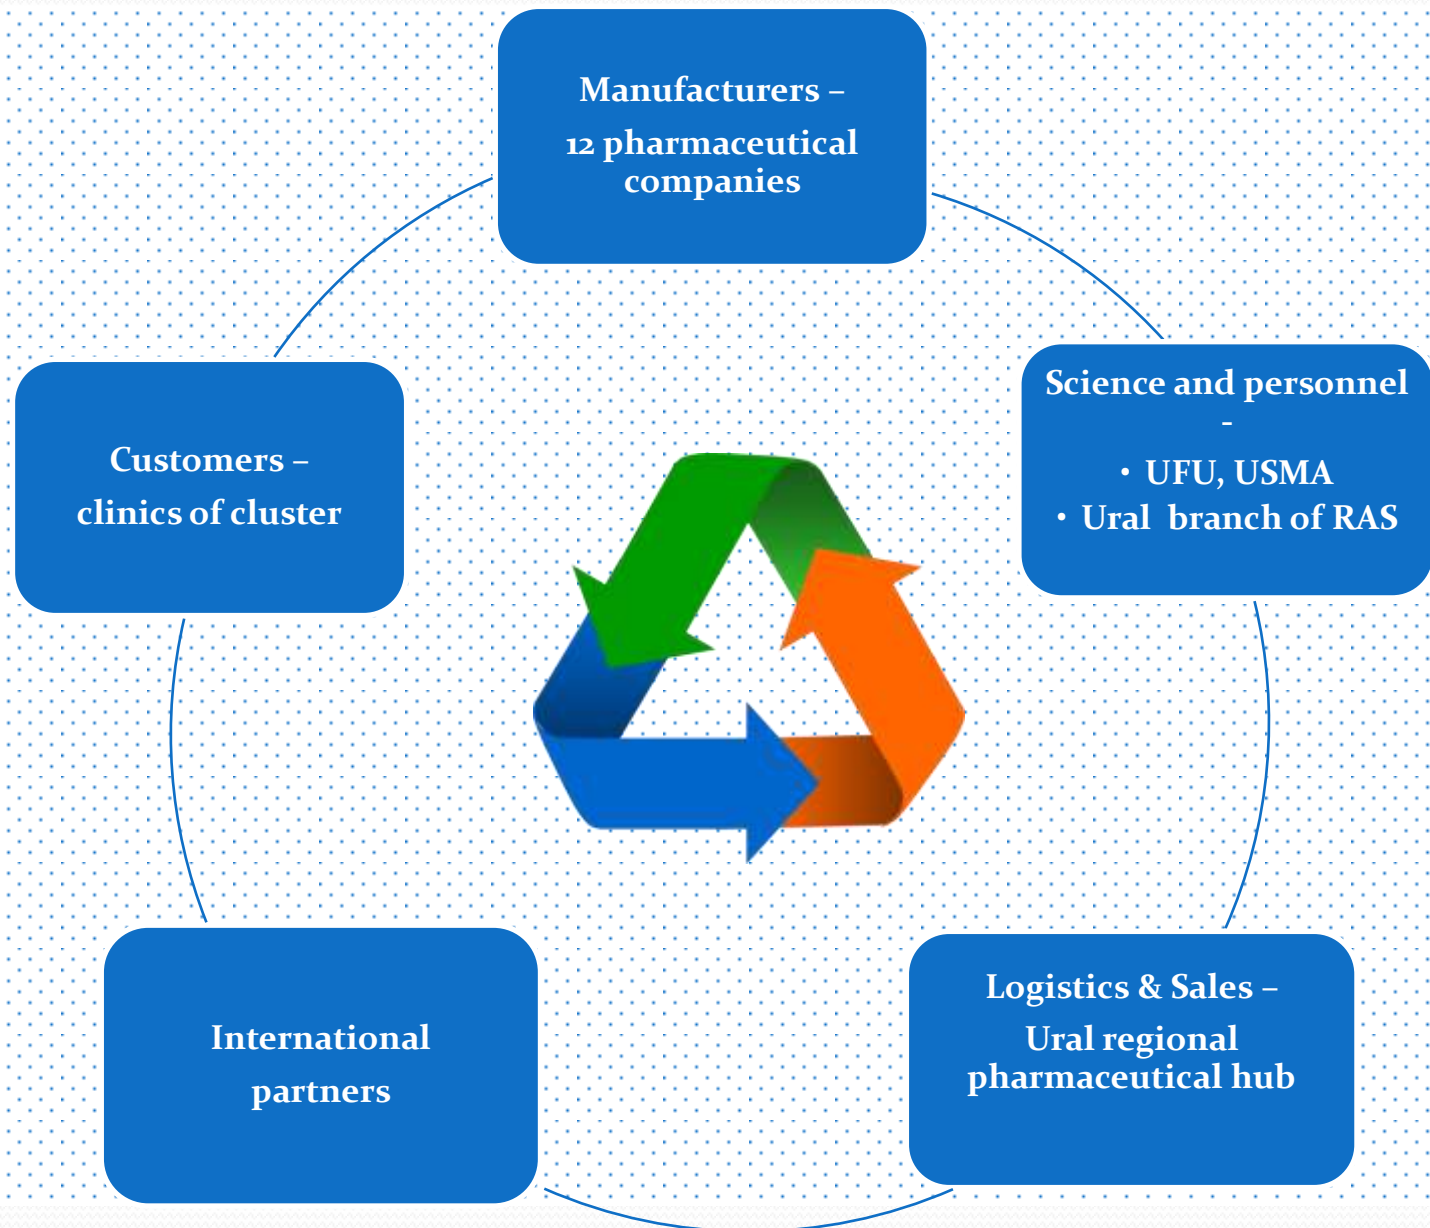 Manufacturers –
12 pharmaceutical
companies
Science and personnel
-
• UFU, USMA
• Ural branch of RAS
Logistics & Sales –
Ural regional
pharmaceutical hub
International
partners
Customers –
clinics of cluster